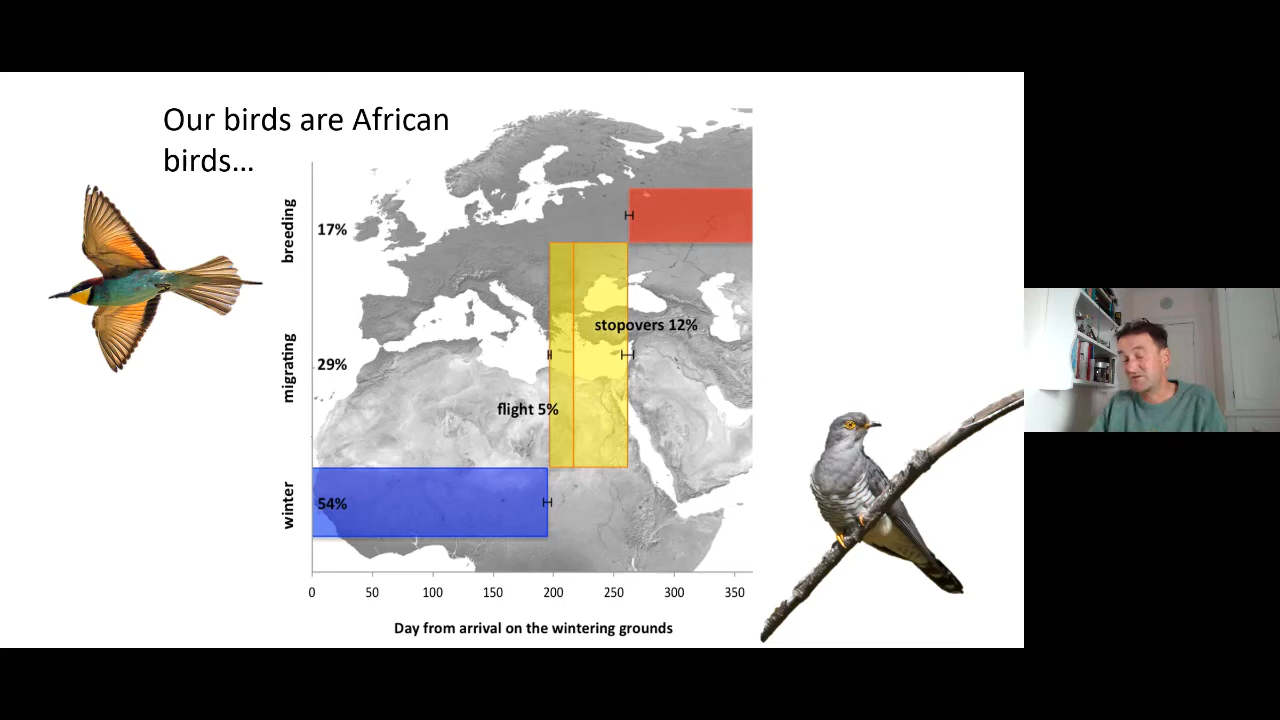 Our birds are African
birds…
breeding
17%
stopovers 12%
migrating
29%
flight 5%
winter
54%
0 50 100 150 200 250 300 350
Day from arrival on the wintering grounds